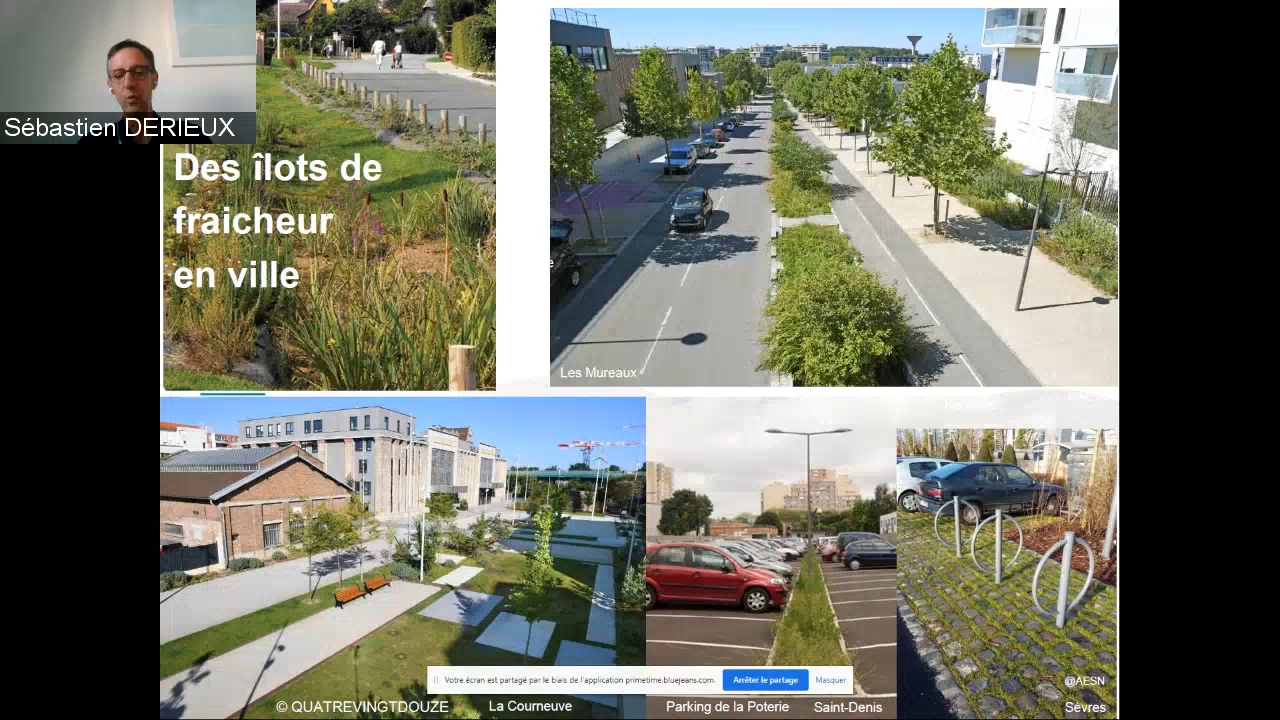 Sébastien DERIEUX
Des îlots de
fraicheur
en ville
Les Mureaux
Votre écran est partagé par le biais de l'application primetime.bluejeans.com.
Arrêter le partage
Masquer
© QUATREVINGTDOUZE
La Courneuve
Parking de la Poterie
Saint-Denis
@AESN
Sèvres